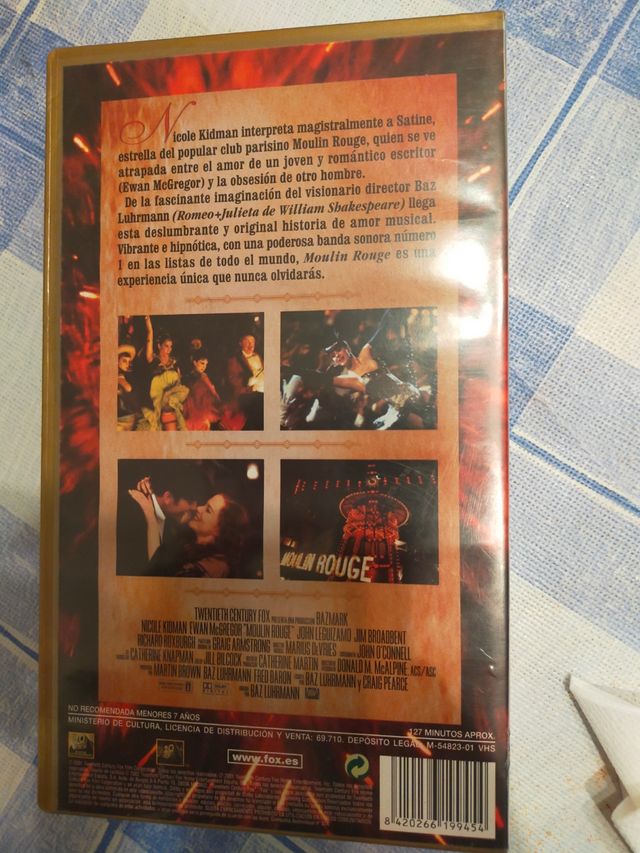 Nicole Kidman interpreta magistralmente a Satine,
estrella del popular club parisino Moulin Rouge, quien se ve
atrapada entre el amor de un joven y romántico escritor
(Ewan McGregor) y la obsesión de otro hombre.
De la fascinante imaginación del visionario director Baz
Luhrmann (Romeo+Julieta de William Shakespeare) llega
esta deslumbrante y original historia de amor musical.
Vibrante e hipnótica, con una poderosa banda sonora número
1 en las listas de todo el mundo, Moulin Rouge es una
experiencia única que nunca olvidarás.
MOULIN ROUGE
TWENTIETH CENTURY FOX PRESENTA UNA PRODUCCIÓN BAZMARK
NICOLE KIDMAN EWAN McGREGOR "MOULIN ROUGE" JOHN LEGUIZAMO JIM BROADBENT
RICHARD ROXBURGH CRAIG ARMSTRONG MARIUS DEVRIES JOHN O'CONNELL
CATHERINE KNAPMAN JILL BILCOCK CATHERINE MARTIN DONALD M. McALPINE, ACS/ASC
MARTIN BROWN BAZ LUHRMANN FRED BARON BAZ LUHRMANN Y CRAIG PEARCE
BAZ LUHRMANN
NO RECOMENDADA MENORES 7 AÑOS
127 MINUTOS APROX.
MINISTERIO DE CULTURA, LICENCIA DE DISTRIBUCIÓN Y VENTA: 69.710. DEPÓSITO LEGAL M-54823-01 VHS
www.fox.es
8 420266 199454